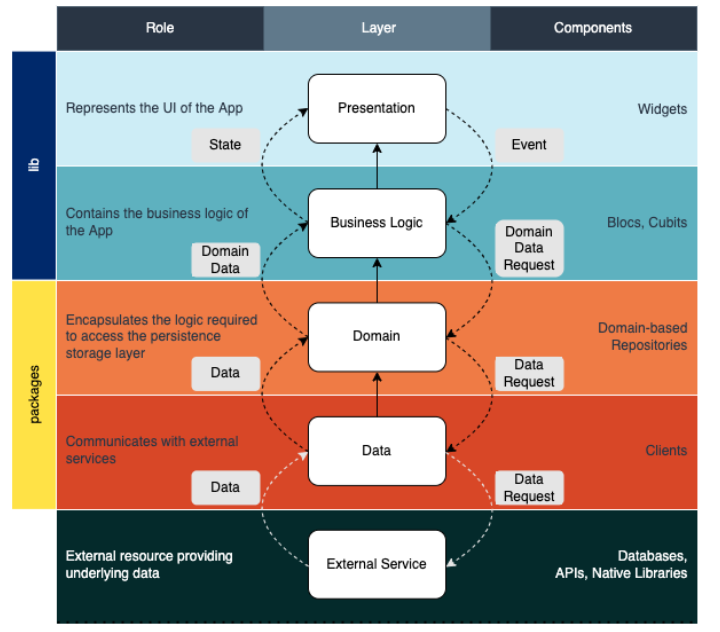 Role
Layer
Components
lib
Represents the UI of the App
Presentation
Widgets
State
Event
Contains the business logic of
the App
Business Logic
Blocs, Cubits
Domain
Data
Domain
Data
Request
packages
Encapsulates the logic required
to access the persistence
storage layer
Domain
Domain-based
Repositories
Data
Data
Request
Communicates with external
services
Data
Clients
Data
Data
Request
External resource providing
underlying data
External Service
Databases,
APIs, Native Libraries